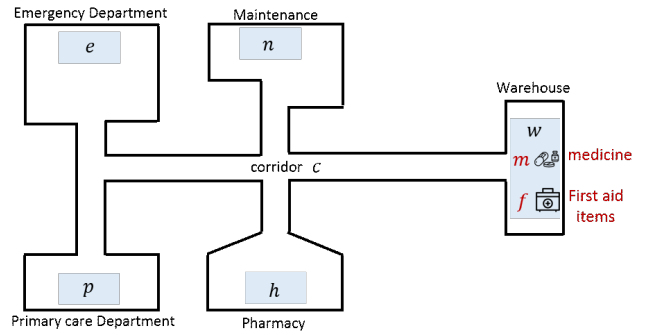 Emergency Department
Maintenance
e
n
Warehouse
w
m medicine
corridor c
f First aid
items
p
h
Primary care Department
Pharmacy